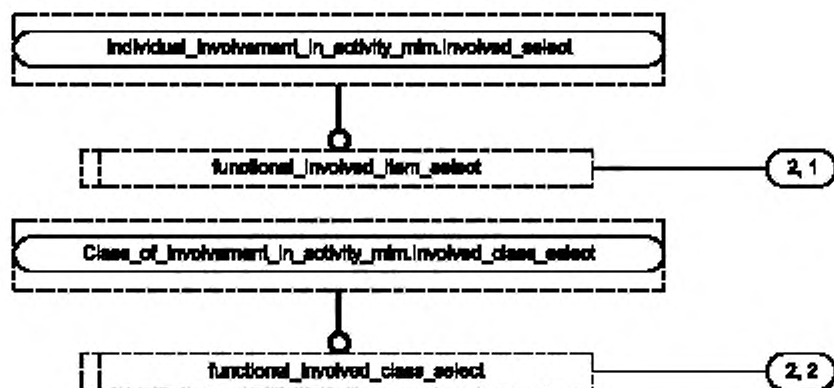 Individual_involvement_in_activity_mim.involved_select
functional_involved_item_select
2, 1
Class_of_involvement_in_activity_mim.involved_class_select
functional_involved_class_select
2, 2